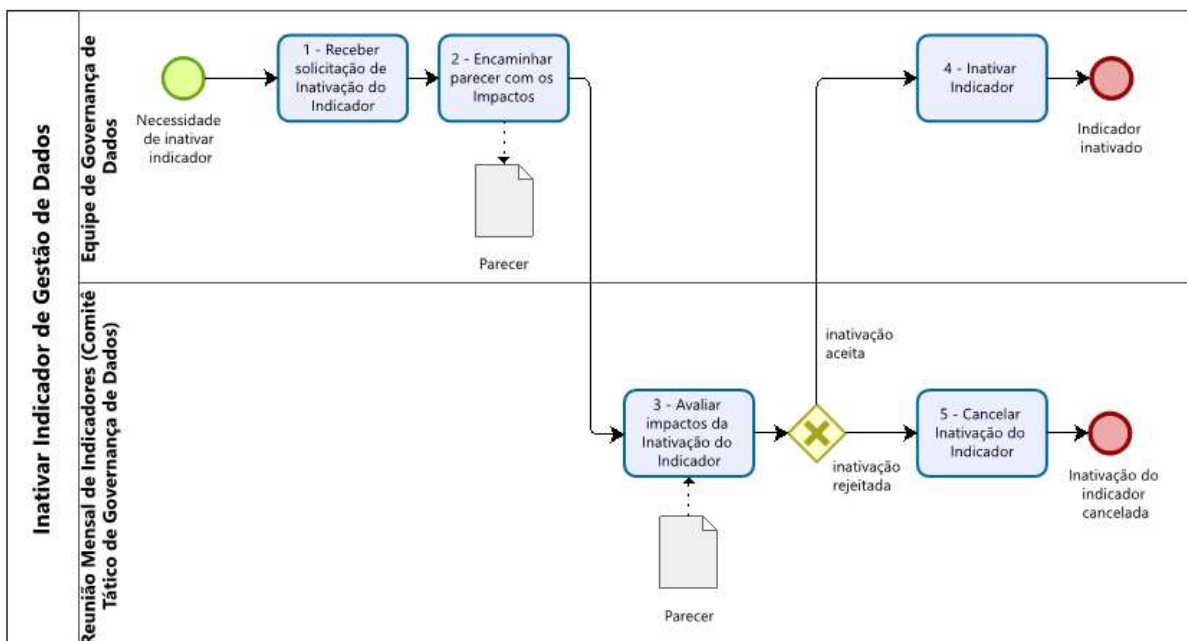 Inativar Indicador de Gestão de Dados
Equipe de Governança de
Dados
Necessidade
de inativar
indicador
1 - Receber
solicitação de
Inativação do
Indicador
2 - Encaminhar
parecer com os
Impactos
Parecer
4 - Inativar
Indicador
Indicador
inativado
Reunião Mensal de Indicadores (Comitê
Tático de Governança de Dados)
3 - Avaliar
impactos da
Inativação do
Indicador
Parecer
inativação
aceita
inativação
rejeitada
5 - Cancelar
Inativação do
Indicador
Inativação do
indicador
cancelada